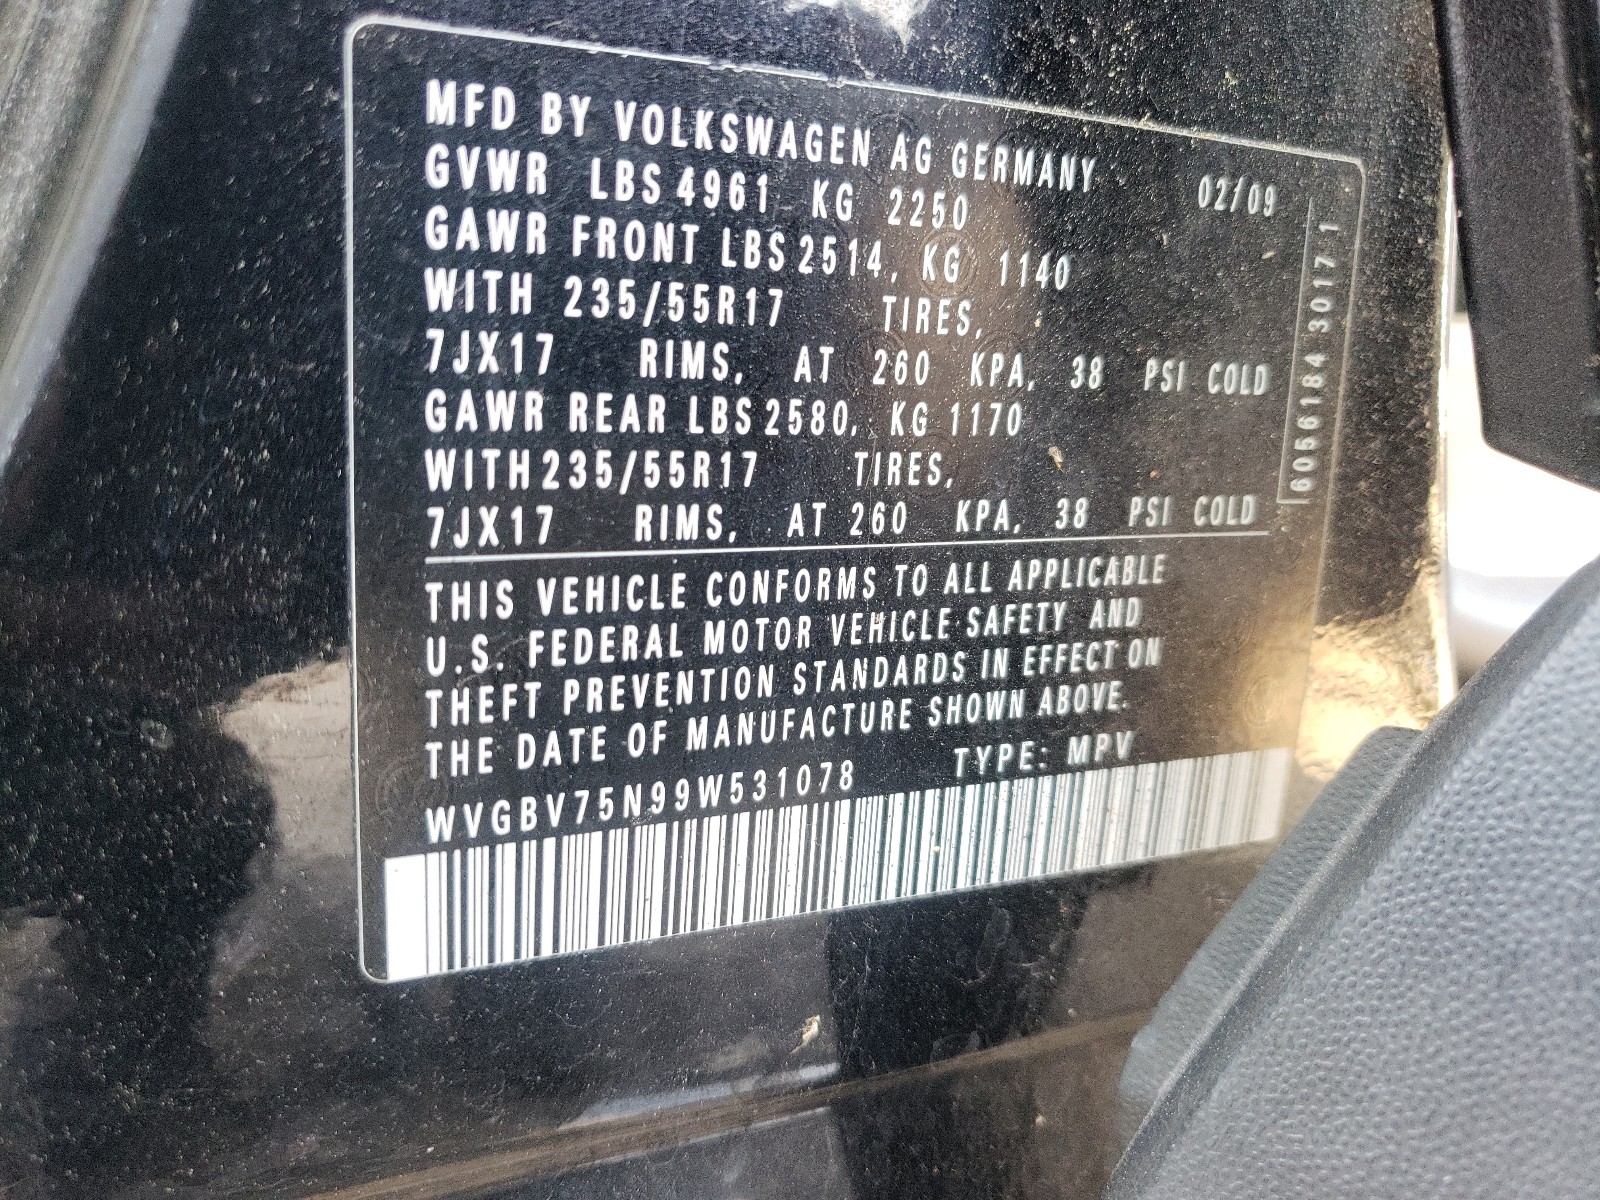 MFD BY VOLKSWAGEN AG GERMANY
GVWR LBS 4961 KG 2250 02/09
GAWR FRONT LBS 2514, KG 1140
WITH 235/55R17 TIRES,
7JX17 RIMS, AT 260 KPA, 38 PSI COLD
GAWR REAR LBS 2580, KG 1170
WITH 235/55R17 TIRES,
7JX17 RIMS, AT 260 KPA, 38 PSI COLD
THIS VEHICLE CONFORMS TO ALL APPLICABLE
U.S. FEDERAL MOTOR VEHICLE SAFETY AND
THEFT PREVENTION STANDARDS IN EFFECT ON
THE DATE OF MANUFACTURE SHOWN ABOVE.
WVGBV75N99W531078 TYPE: MPV
6056184 3017 1